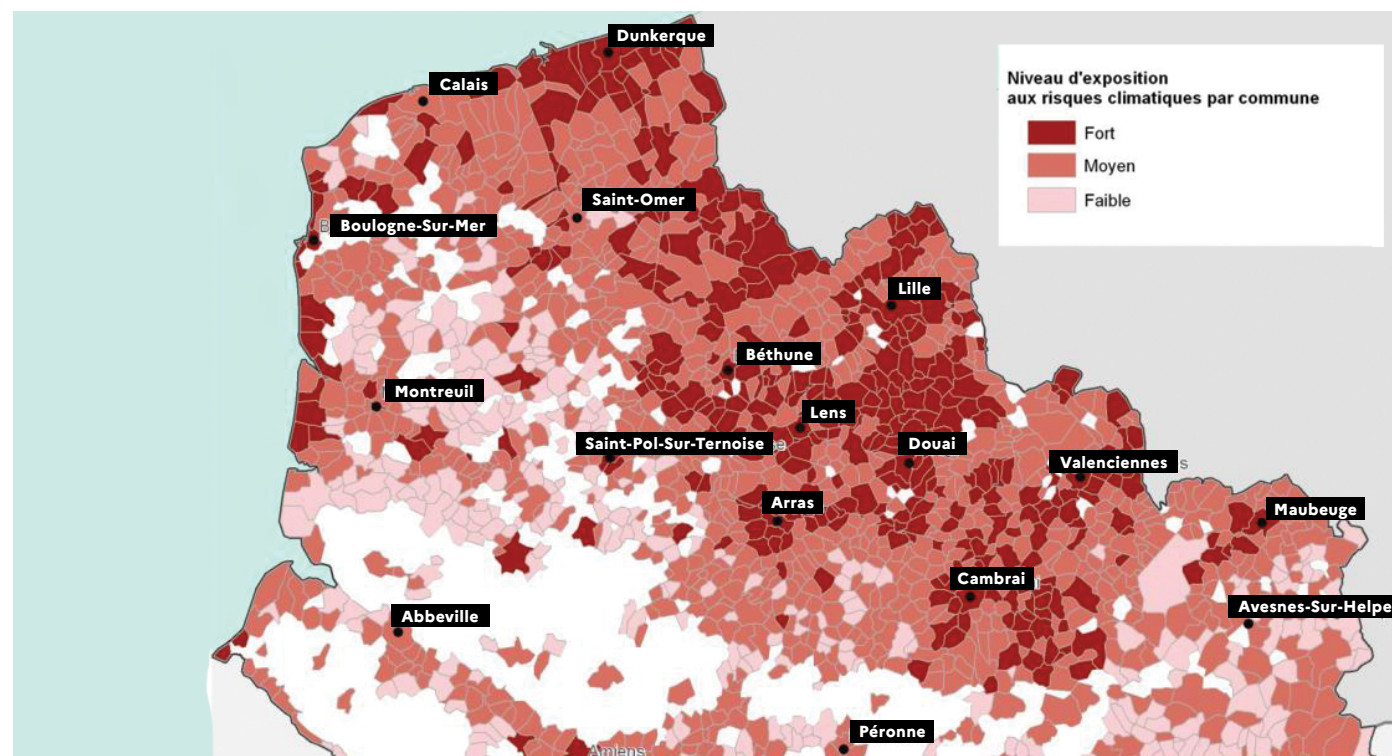 Dunkerque
Calais
Niveau d'exposition
aux risques climatiques par commune
Fort
Moyen
Faible
Saint-Omer
Boulogne-Sur-Mer
Lille
Béthune
Montreuil
Lens
Saint-Pol-Sur-Ternoise
Douai
Valenciennes
Arras
Maubeuge
Cambrai
Avesnes-Sur-Helpe
Abbeville
Péronne
Amiens